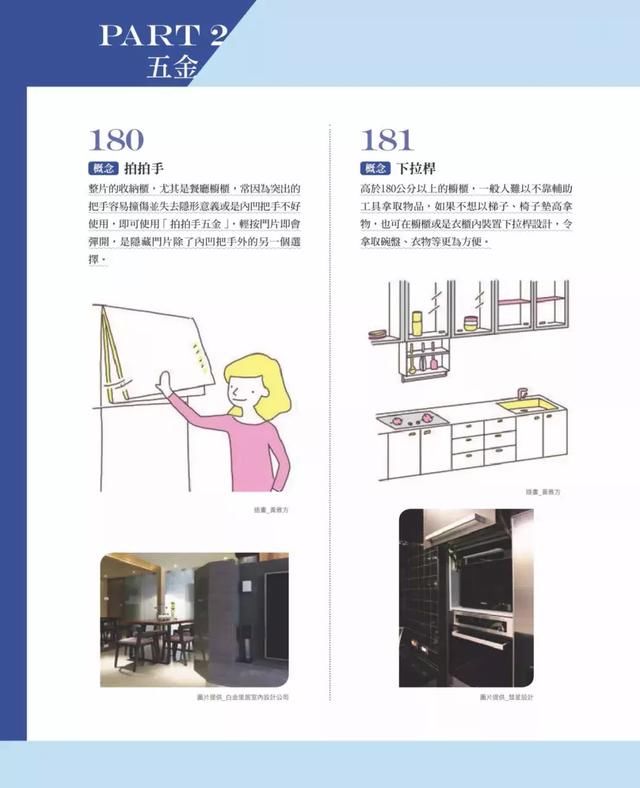 PART 2
五金
180
概念 拍拍手
整片的收納櫃，尤其是餐廳櫥櫃，常因為突出的
把手容易撞傷並失去隱形意義或是內凹把手不好
使用，即可使用「拍拍手五金」，輕按門片即會
彈開，是隱藏門片除了內凹把手外的另一個選
擇。
插畫_黃雅方
圖片提供_白金里居室內設計公司
181
概念 下拉桿
高於180公分以上的櫥櫃，一般人難以不靠輔助
工具拿取物品，如果不想以梯子、椅子墊高拿
物，也可在櫥櫃或是衣櫃內裝置下拉桿設計，令
拿取碗盤、衣物等更為方便。
插畫_黃雅方
圖片提供_彗星設計